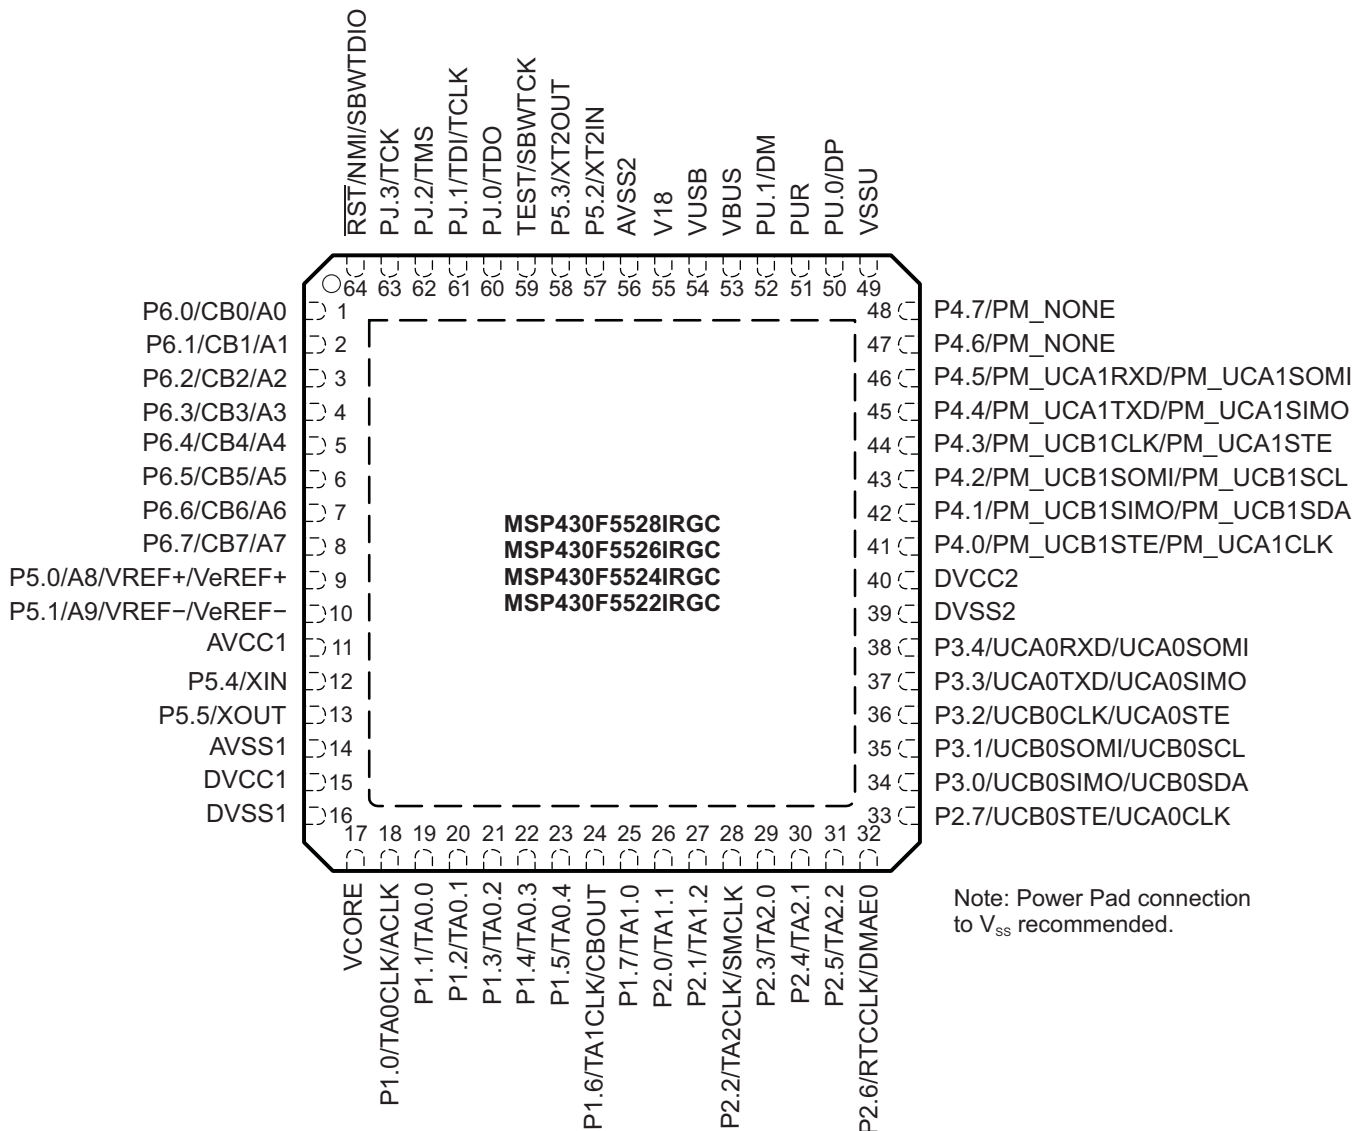 RST/NMI/SBWTDIO
PJ.3/TCK
PJ.2/TMS
PJ.1/TDI/TCLK
PJ.0/TDO
TEST/SBWTCK
P5.3/XT2OUT
P5.2/XT2IN
AVSS2
V18
VUSB
VBUS
PU.1/DM
PUR
PU.0/DP
VSSU
64 63 62 61 60 59 58 57 56 55 54 53 52 51 50 49
P6.0/CB0/A0 1
P6.1/CB1/A1 2
P6.2/CB2/A2 3
P6.3/CB3/A3 4
P6.4/CB4/A4 5
P6.5/CB5/A5 6
P6.6/CB6/A6 7
P6.7/CB7/A7 8
P5.0/A8/VREF+/VeREF+ 9
P5.1/A9/VREF−/VeREF− 10
AVCC1 11
P5.4/XIN 12
P5.5/XOUT 13
AVSS1 14
DVCC1 15
DVSS1 16
MSP430F5528IRGC
MSP430F5526IRGC
MSP430F5524IRGC
MSP430F5522IRGC
48 P4.7/PM_NONE
47 P4.6/PM_NONE
46 P4.5/PM_UCA1RXD/PM_UCA1SOMI
45 P4.4/PM_UCA1TXD/PM_UCA1SIMO
44 P4.3/PM_UCB1CLK/PM_UCA1STE
43 P4.2/PM_UCB1SOMI/PM_UCB1SCL
42 P4.1/PM_UCB1SIMO/PM_UCB1SDA
41 P4.0/PM_UCB1STE/PM_UCA1CLK
40 DVCC2
39 DVSS2
38 P3.4/UCA0RXD/UCA0SOMI
37 P3.3/UCA0TXD/UCA0SIMO
36 P3.2/UCB0CLK/UCA0STE
35 P3.1/UCB0SOMI/UCB0SCL
34 P3.0/UCB0SIMO/UCB0SDA
33 P2.7/UCB0STE/UCA0CLK
17 18 19 20 21 22 23 24 25 26 27 28 29 30 31 32
VCORE
P1.0/TA0CLK/ACLK
P1.1/TA0.0
P1.2/TA0.1
P1.3/TA0.2
P1.4/TA0.3
P1.5/TA0.4
P1.6/TA1CLK/CBOUT
P1.7/TA1.0
P2.0/TA1.1
P2.1/TA1.2
P2.2/TA2CLK/SMCLK
P2.3/TA2.0
P2.4/TA2.1
P2.5/TA2.2
P2.6/RTCCLK/DMAE0
Note: Power Pad connection
to Vss recommended.